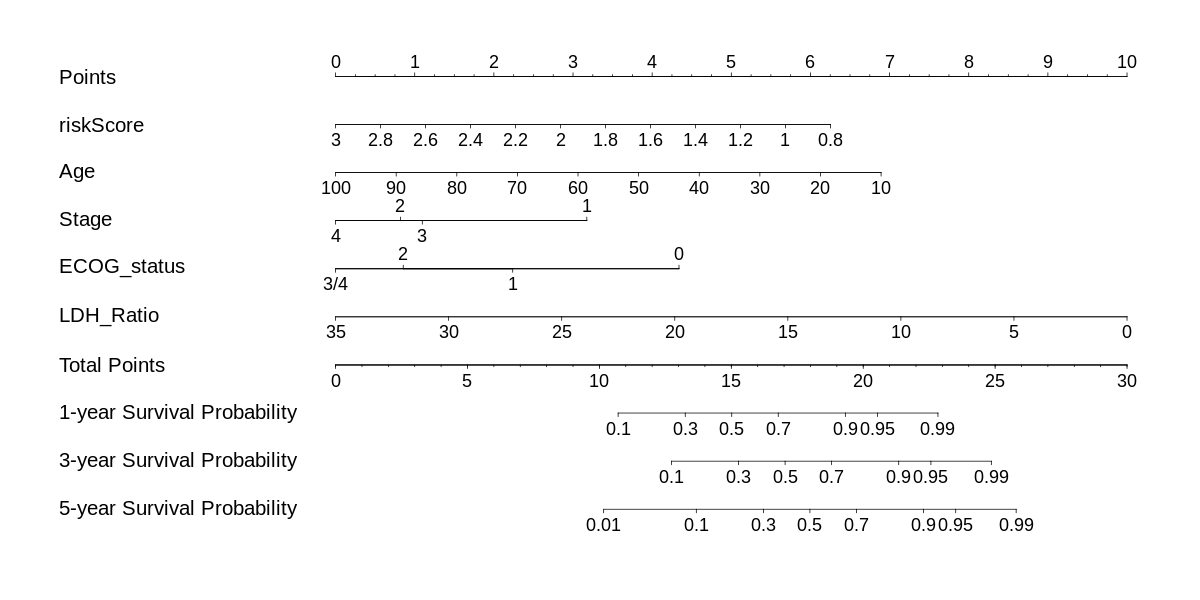 0 1 2 3 4 5 6 7 8 9 10
Points
riskScore
3 2.8 2.6 2.4 2.2 2 1.8 1.6 1.4 1.2 1 0.8
Age
100 90 80 70 60 50 40 30 20 10
2 1
Stage
4 3
2 0
ECOG_status
3/4 1
LDH_Ratio
35 30 25 20 15 10 5 0
Total Points
0 5 10 15 20 25 30
1-year Survival Probability
0.1 0.3 0.5 0.7 0.9 0.95 0.99
3-year Survival Probability
0.1 0.3 0.5 0.7 0.9 0.95 0.99
5-year Survival Probability
0.01 0.1 0.3 0.5 0.7 0.9 0.95 0.99